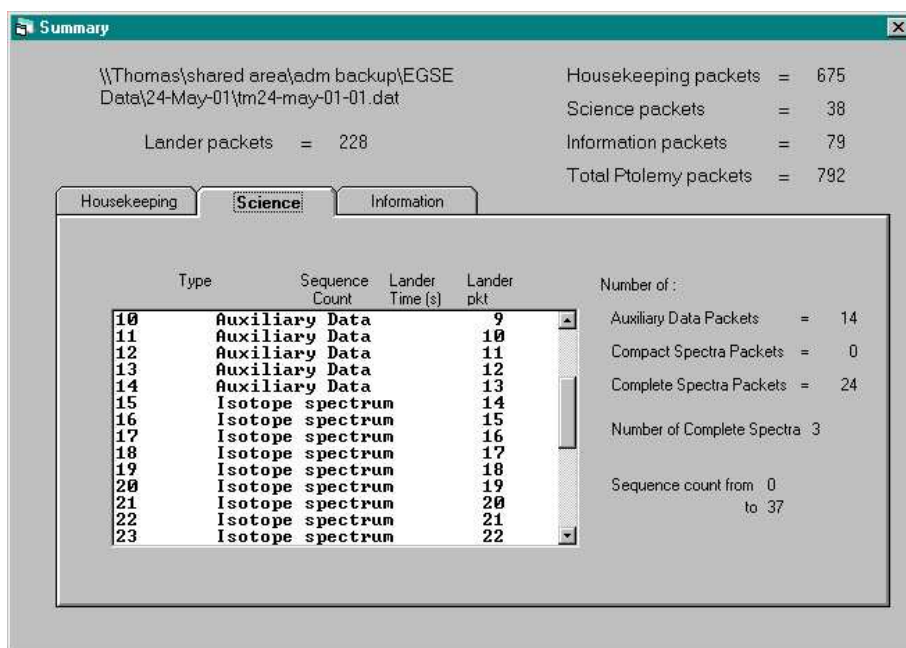 Summary
\\Thomas\shared area\adm backup\EGSE
Data\24-May-01\tm24-may-01-01.dat
Lander packets = 228
Housekeeping packets = 675
Science packets = 38
Information packets = 79
Total Ptolemy packets = 792
Housekeeping Science Information
Type Sequence Lander Lander
Count Time (s) pkt
10 Auxiliary Data 9
11 Auxiliary Data 10
12 Auxiliary Data 11
13 Auxiliary Data 12
14 Auxiliary Data 13
15 Isotope spectrum 14
16 Isotope spectrum 15
17 Isotope spectrum 16
18 Isotope spectrum 17
19 Isotope spectrum 18
20 Isotope spectrum 19
21 Isotope spectrum 20
22 Isotope spectrum 21
23 Isotope spectrum 22
Number of :
Auxiliary Data Packets = 14
Compact Spectra Packets = 0
Complete Spectra Packets = 24
Number of Complete Spectra 3
Sequence count from 0
to 37